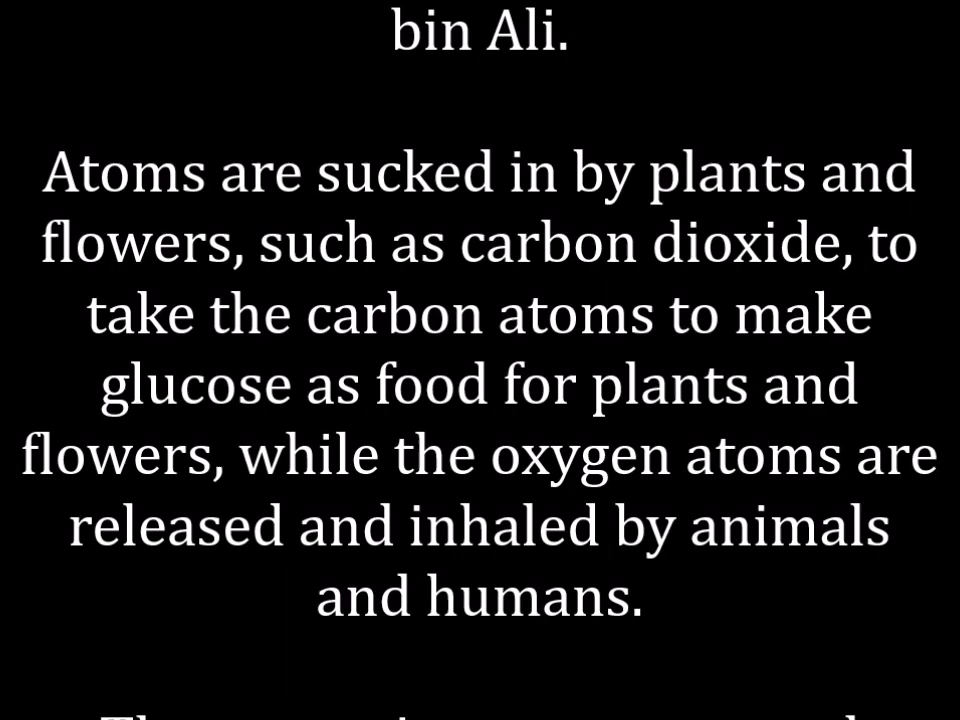 bin Ali.
Atoms are sucked in by plants and
flowers, such as carbon dioxide, to
take the carbon atoms to make
glucose as food for plants and
flowers, while the oxygen atoms are
released and inhaled by animals
and humans.